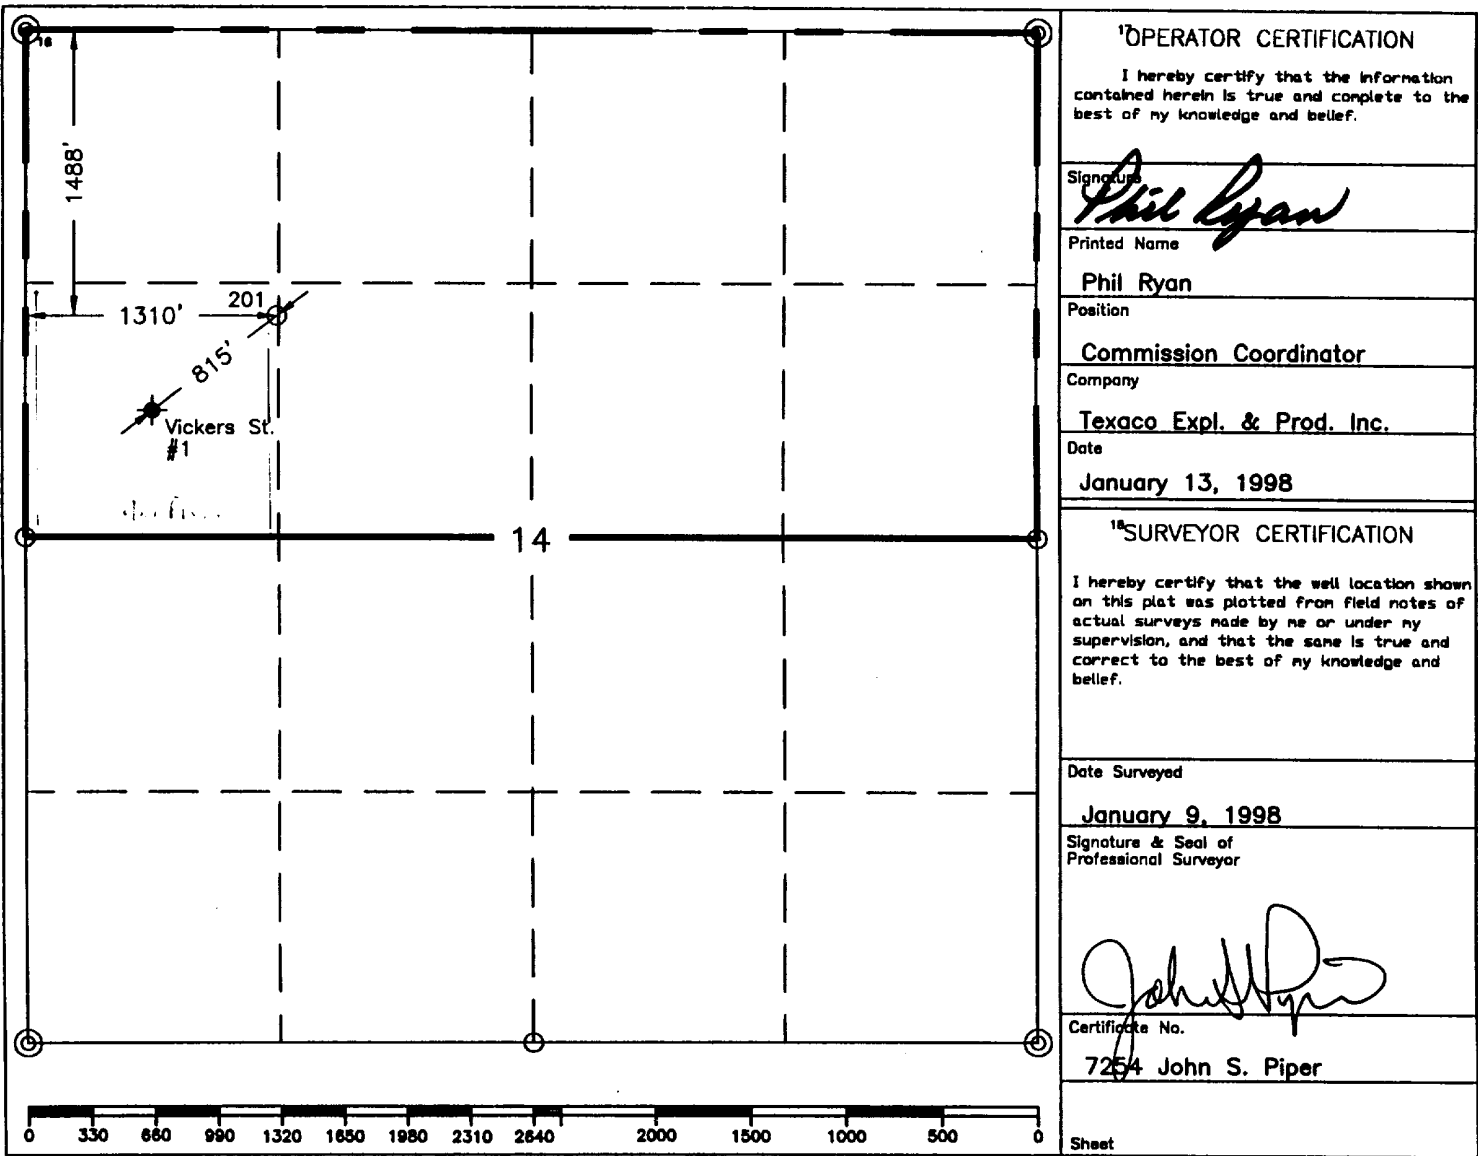 16
1488'
1310'
201
815'
Vickers St.
#1
14
0 330 660 990 1320 1650 1980 2310 2640 2000 1500 1000 500 0
17 OPERATOR CERTIFICATION
I hereby certify that the information
contained herein is true and complete to the
best of my knowledge and belief.
Signature
Phil Ryan
Printed Name
Phil Ryan
Position
Commission Coordinator
Company
Texaco Expl. & Prod. Inc.
Date
January 13, 1998
18 SURVEYOR CERTIFICATION
I hereby certify that the well location shown
on this plat was plotted from field notes of
actual surveys made by me or under my
supervision, and that the same is true and
correct to the best of my knowledge and
belief.
Date Surveyed
January 9, 1998
Signature & Seal of
Professional Surveyor
John S. Piper
Certificate No.
7254 John S. Piper
Sheet